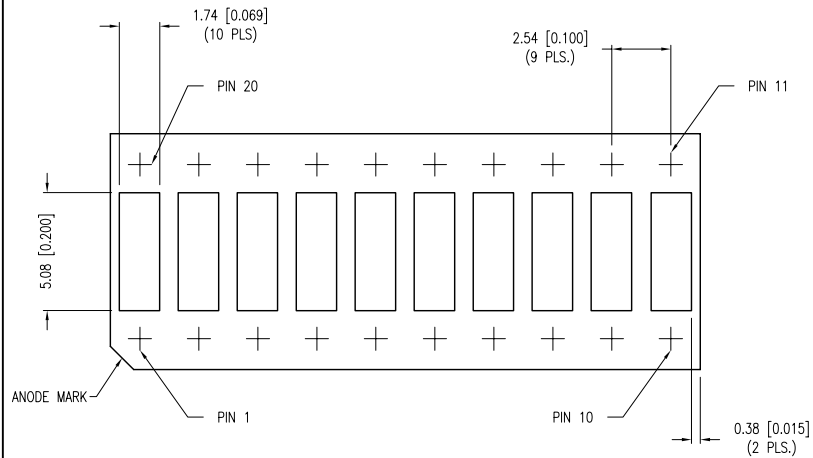 1.74 [0.069]
(10 PLS)
2.54 [0.100]
(9 PLS.)
PIN 20
PIN 11
5.08 [0.200]
ANODE MARK
PIN 1
PIN 10
0.38 [0.015]
(2 PLS.)